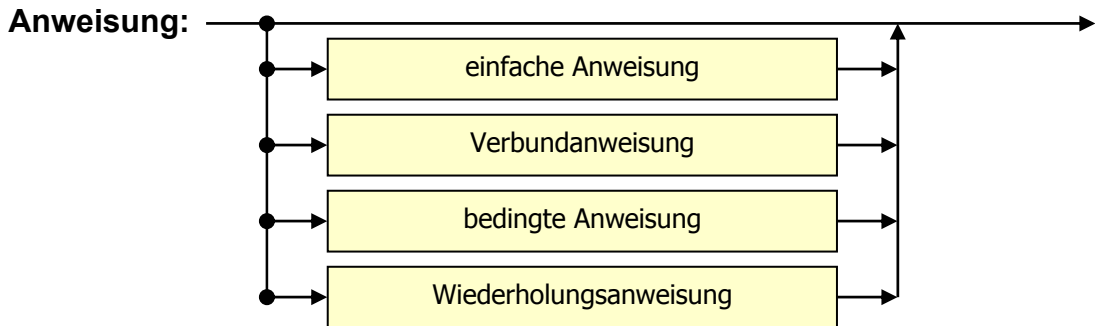 Anweisung:
einfache Anweisung
Verbundanweisung
bedingte Anweisung
Wiederholungsanweisung